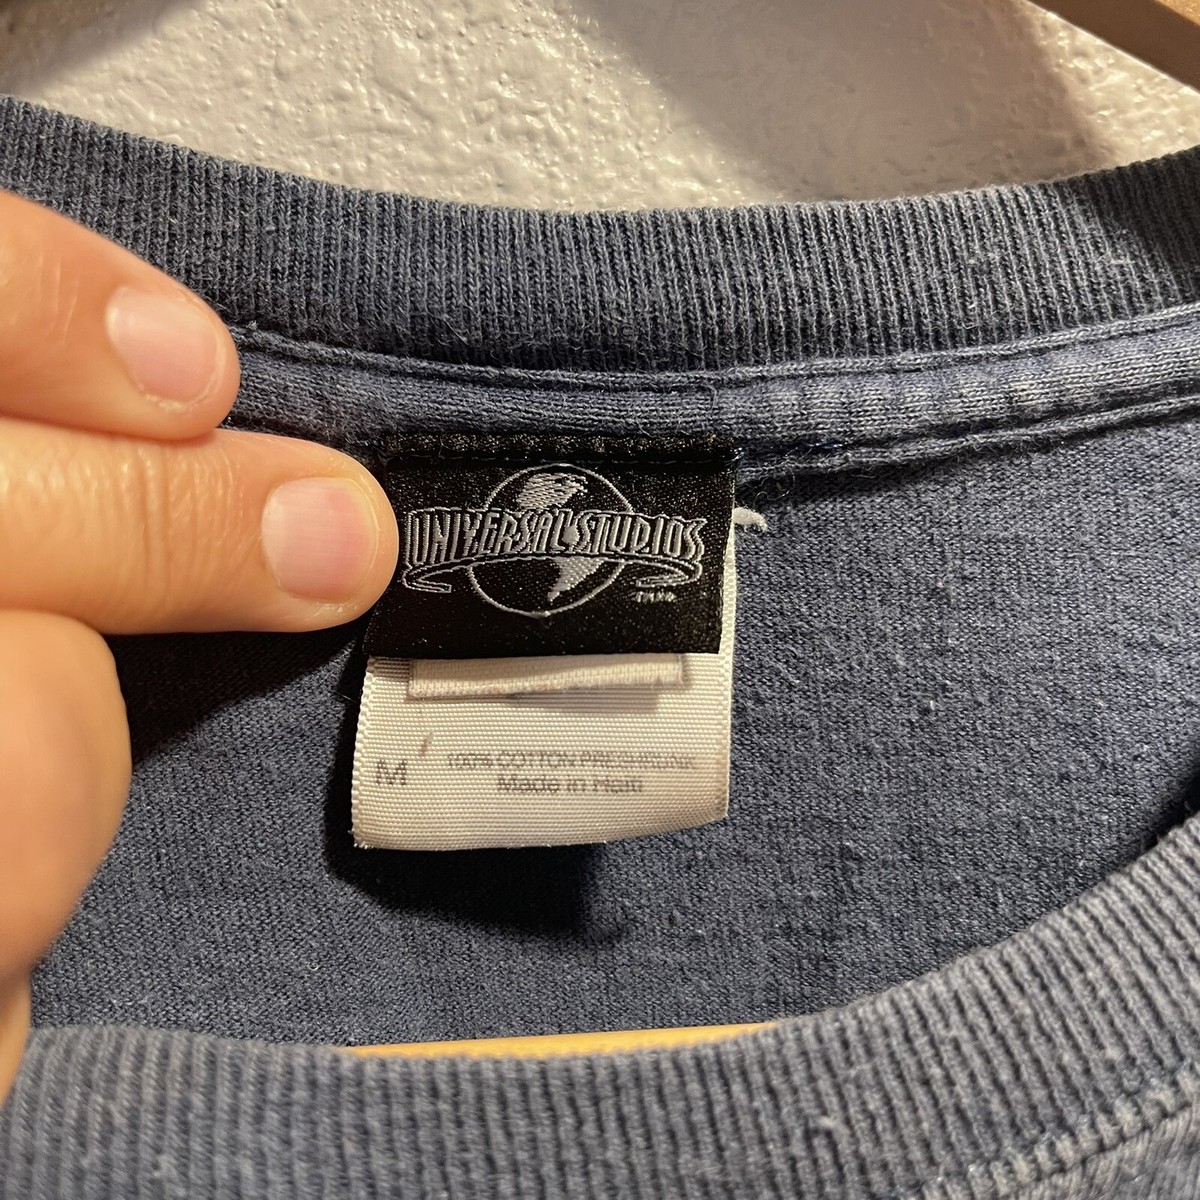 UNIVERSAL STUDIOS
M
100% COTTON PRESHRUNK
Made in Haiti